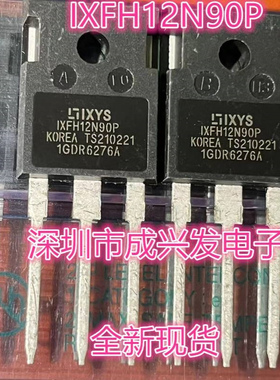 IXFH12N90P
A
IXYS
IXFH12N90P
KOREA TS210221
1GDR6276A
IXYS
IXFH12N90P
KOREA TS210221
1GDR6276A
深圳市成兴发电子
全新现货